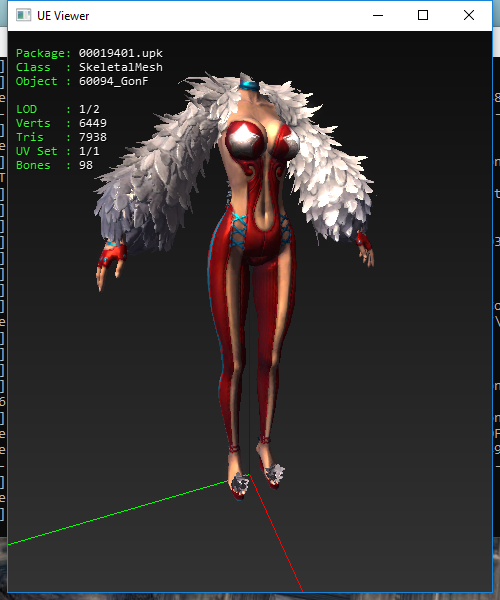 UE Viewer
Package: 00019401.upk
Class : SkeletalMesh
Object : 60094_GonF
LOD : 1/2
Verts : 6449
Tris : 7938
UV Set : 1/1
Bones : 98